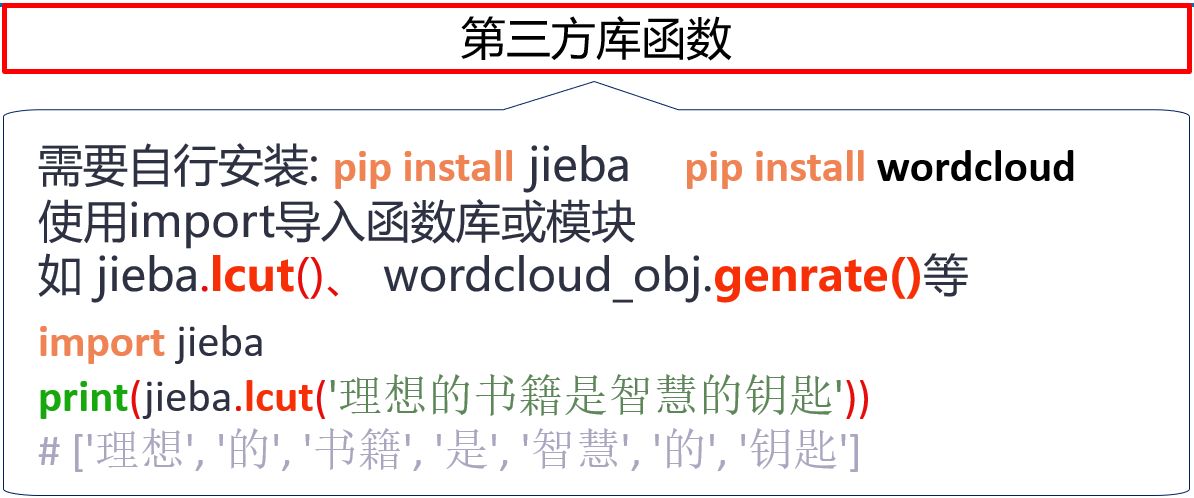 第三方库函数
需要自行安装: pip install jieba pip install wordcloud
使用import导入函数库或模块
如 jieba.lcut()、 wordcloud_obj.genrate()等
import jieba
print(jieba.lcut('理想的书籍是智慧的钥匙'))
# ['理想', '的', '书籍', '是', '智慧', '的', '钥匙']